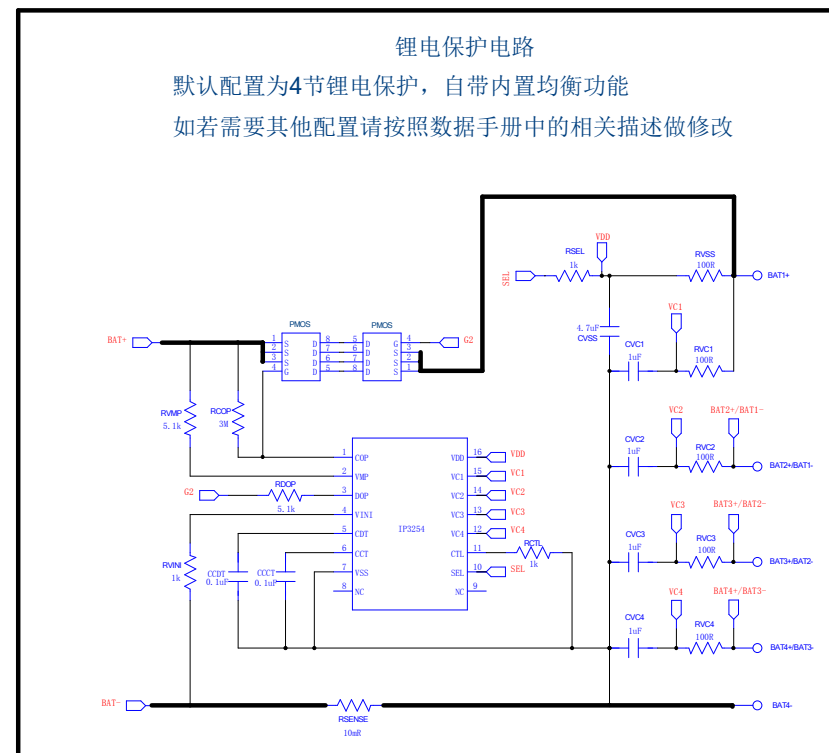 锂电保护电路
默认配置为4节锂电保护，自带内置均衡功能
如若需要其他配置请按照数据手册中的相关描述做修改
VDD
RSEL
1k
SEL
RVSS
100R
BAT1+
4.7uF
CVSS
VC1
CVC1
1uF
RVC1
100R
PMOS
PMOS
BAT+
1 S D 8
2 S D 7
3 S D 6
4 G D 5
5 D G 4
6 D S 3
7 D S 2
8 D S 1
G2
RVMP
5.1k
RCOP
3M
VC2
BAT2+/BAT1-
CVC2
1uF
RVC2
100R
BAT2+/BAT1-
1 COP
2 VMP
3 DOP
4 VINI
5 CDT
6 CCT
7 VSS
8 NC
IP3254
VDD 16 VDD
VC1 15 VC1
VC2 14 VC2
VC3 13 VC3
VC4 12 VC4
CTL 11
SEL 10 SEL
NC 9
G2
RDOP
5.1k
RCTL
1k
RVINI
1k
CCDT
0.1uF
CCCT
0.1uF
VC3
BAT3+/BAT2-
CVC3
1uF
RVC3
100R
BAT3+/BAT2-
VC4
BAT4+/BAT3-
CVC4
1uF
RVC4
100R
BAT4+/BAT3-
BAT-
RSENSE
10mR
BAT4-